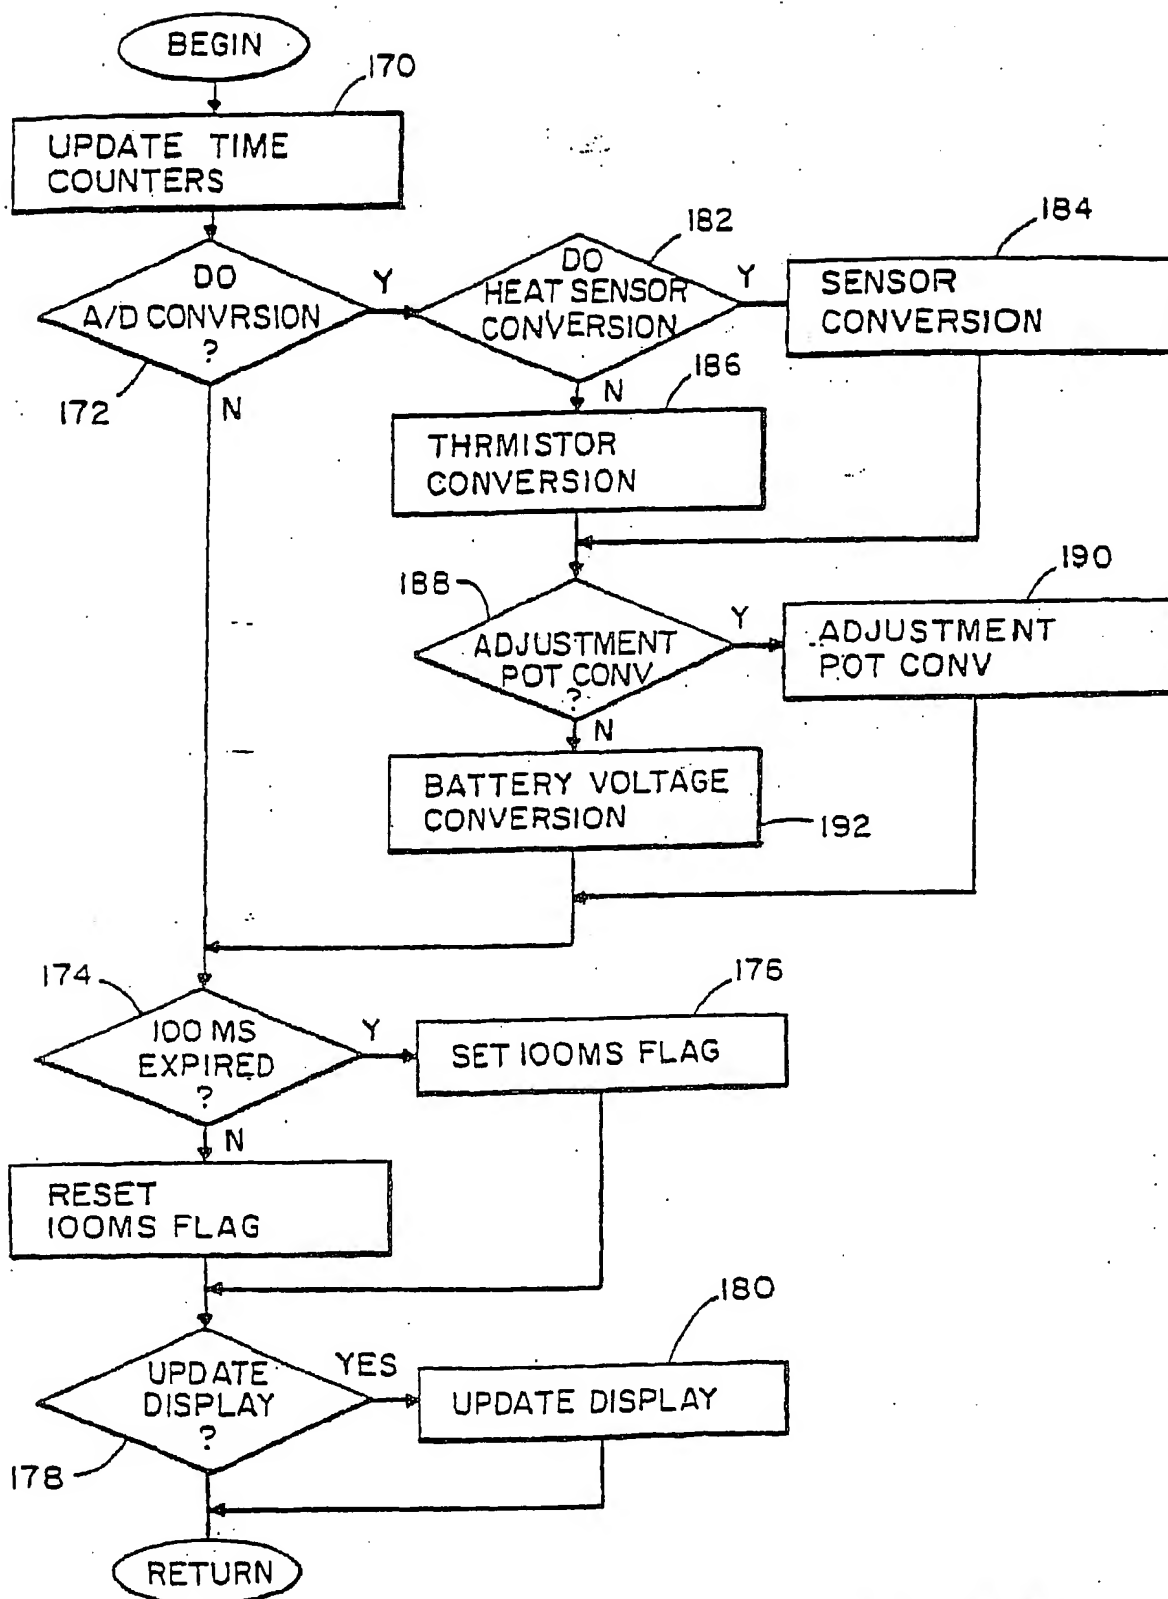 BEGIN
170
UPDATE TIME
COUNTERS
DO
A/D CONVRSION
?
172
Y
N
182
DO
HEAT SENSOR
CONVERSION
Y
N
184
SENSOR
CONVERSION
186
THRMISTOR
CONVERSION
188
ADJUSTMENT
POT CONV
?
Y
N
190
ADJUSTMENT
POT CONV
BATTERY VOLTAGE
CONVERSION
192
174
100 MS
EXPIRED
?
Y
N
176
SET 100MS FLAG
RESET
100MS FLAG
UPDATE
DISPLAY
?
178
YES
180
UPDATE DISPLAY
RETURN